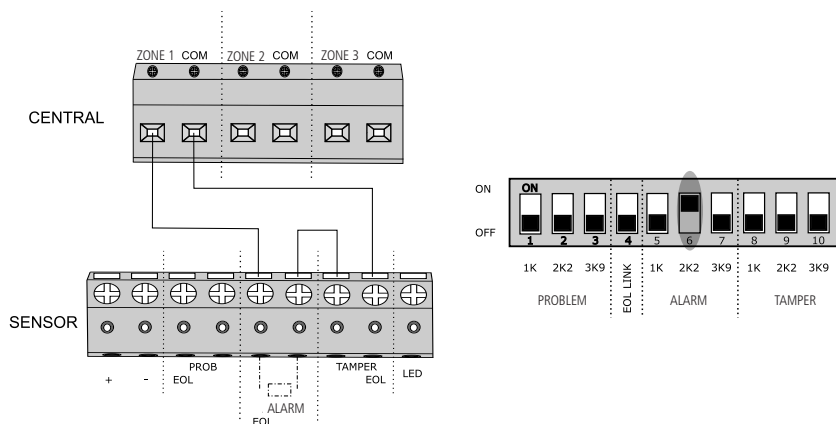 ZONE 1 COM ZONE 2 COM ZONE 3 COM
CENTRAL
SENSOR
+ - PROB TAMPER LED
EOL EOL
ALARM
EOL
ON
OFF
ON
1 2 3 4 5 6 7 8 9 10
1K 2K2 3K9 EOL LINK 1K 2K2 3K9 1K 2K2 3K9
PROBLEM ALARM TAMPER